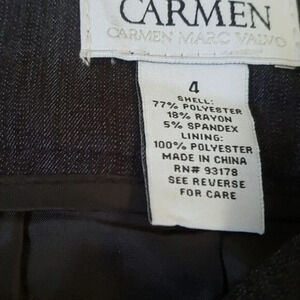 CARMEN
CARMEN MARC VALVO
4
SHELL:
77% POLYESTER
18% RAYON
5% SPANDEX
LINING:
100% POLYESTER
MADE IN CHINA
RN# 93178
SEE REVERSE
FOR CARE